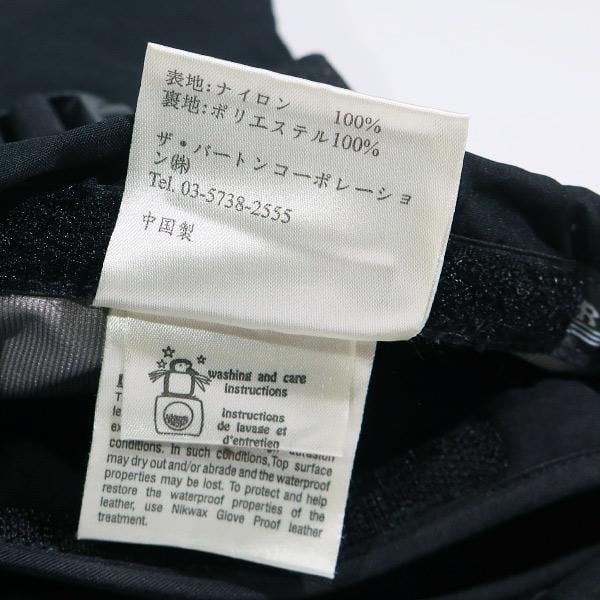 表地:ナイロン 100%
裏地:ポリエステル100%
ザ・バートンコーポレーショ
ン㈱
Tel. 03-5738-2555
中国製
washing and care
instructions
Instructions
de lavage et
d'entretien
conditions. In such conditions, Top surface
may dry out and/or abrade and the waterproof
properties may be lost. To protect and help
restore the waterproof properties of the
leather, use Nikwax Glove Proof leather
treatment.
R